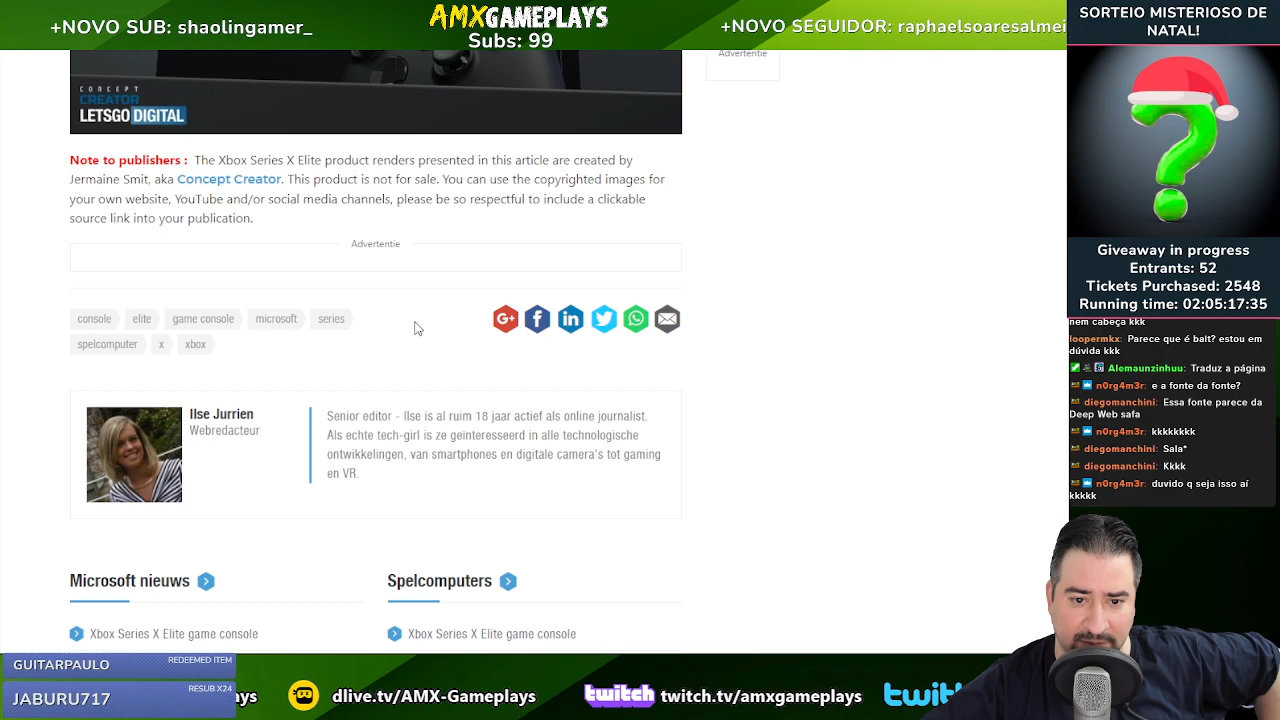 +NOVO SUB: shaolingamer_
AMXGAMEPLAYS
Subs: 99
+NOVO SEGUIDOR: raphaelsoaresalmei
SORTEIO MISTERIOSO DE
NATAL!
Advertentie
CONCEPT
CREATOR
LETSGO DIGITAL
Note to publishers : The Xbox Series X Elite product renders presented in this article are created by
Jermaine Smit, aka Concept Creator. This product is not for sale. You can use the copyrighted images for
your own website, YouTube and/or social media channels, please be so respectful to include a clickable
source link into your publication.
Advertentie
console elite game console microsoft series
spelcomputer x xbox
G+ f in
Ilse Jurrien
Webredacteur
Senior editor - Ilse is al ruim 18 jaar actief als online journalist.
Als echte tech-girl is ze geïnteresseerd in alle technologische
ontwikkelingen, van smartphones en digitale camera's tot gaming
en VR.
Microsoft nieuws
Xbox Series X Elite game console
Spelcomputers
Xbox Series X Elite game console
Giveaway in progress
Entrants: 52
Tickets Purchased: 2548
Running time: 02:05:17:35
nem cabeça kkk
loopermkx: Parece que é bait? estou em
dúvida kkk
Alemaunzinhuu: Traduz a página
n0rg4m3r: e a fonte da fonte?
diegomanchini: Essa fonte parece da
Deep Web safa
n0rg4m3r: kkkkkkkk
diegomanchini: Sala*
diegomanchini: Kkkk
n0rg4m3r: duvido q seja isso aí
kkkkk
GUITARPAULO REDEEMED ITEM
JABURU717 RESUB X24
ys
dlive.tv/AMX-Gameplays
twitch
twitch.tv/amxgameplays
twitt